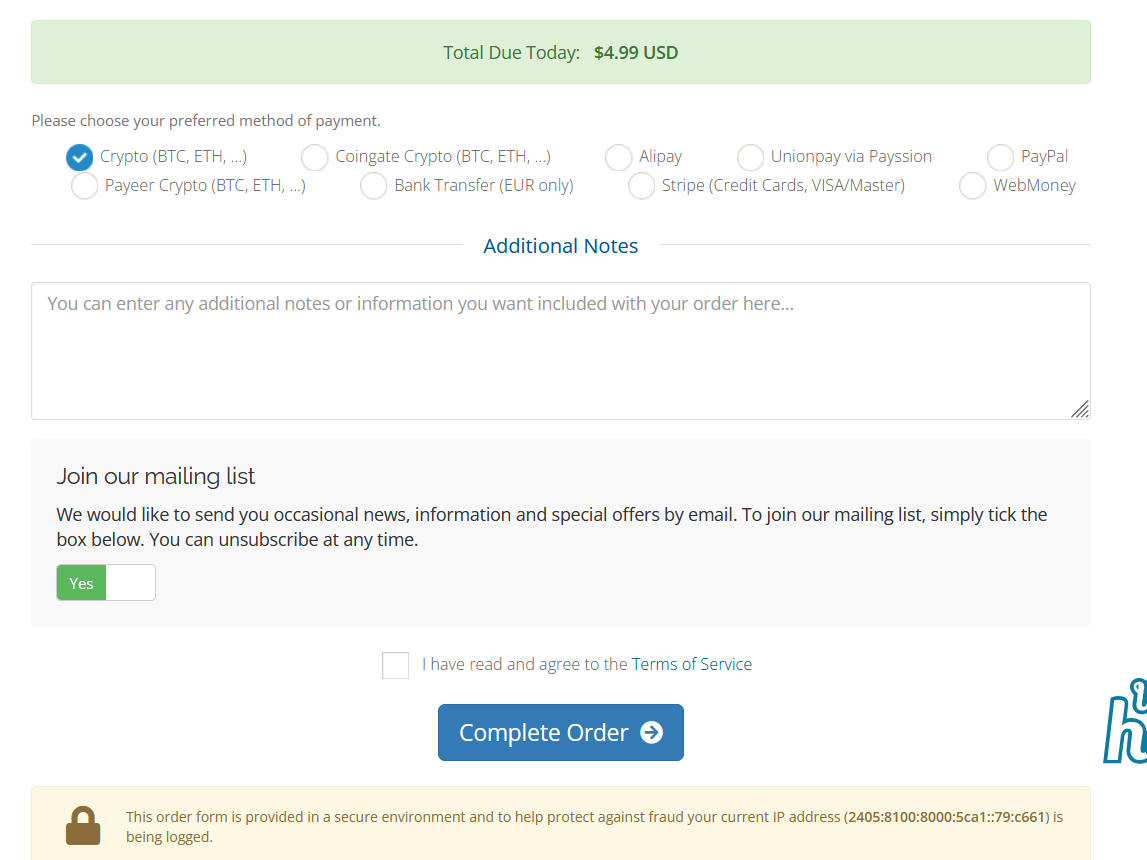 Total Due Today: $4.99 USD
Please choose your preferred method of payment.
Crypto (BTC, ETH, ...) Coingate Crypto (BTC, ETH, ...) Alipay Unionpay via Payssion PayPal
Payeer Crypto (BTC, ETH, ...) Bank Transfer (EUR only) Stripe (Credit Cards, VISA/Master) WebMoney
Additional Notes
You can enter any additional notes or information you want included with your order here...
Join our mailing list
We would like to send you occasional news, information and special offers by email. To join our mailing list, simply tick the
box below. You can unsubscribe at any time.
Yes
I have read and agree to the Terms of Service
Complete Order
This order form is provided in a secure environment and to help protect against fraud your current IP address (2405:8100:8000:5ca1::79:c661) is
being logged.